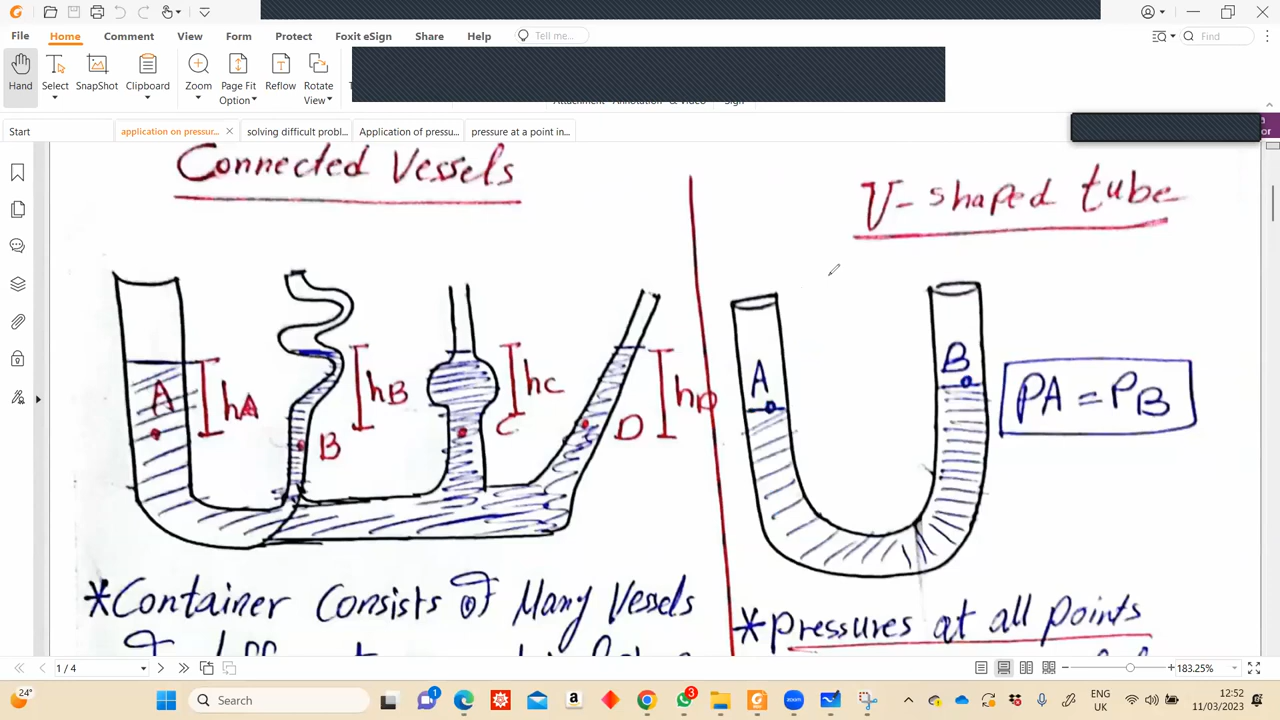 File Home Comment View Form Protect Foxit eSign Share Help Tell me... Find
Hand Select SnapShot Clipboard Zoom Page Fit Option Reflow Rotate View
Start application on pressur... solving difficult probl... Application of pressu... pressure at a point in...
Connected Vessels
A hA
B hB
C hC
D hD
*Container Consists of Many Vessels
U-shaped tube
A
B
PA = PB
*Pressures at all points
1 / 4 183.25%
24° Search 1 3 ENG UK 12:52 11/03/2023